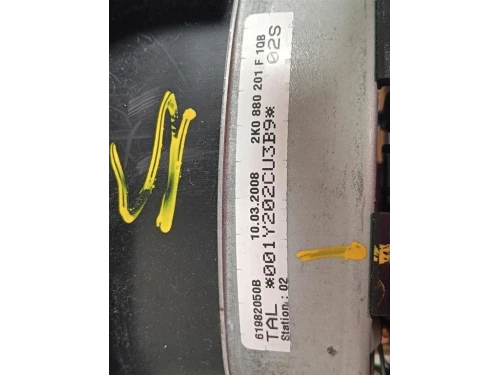 61982050B 10.03.2008 2K0 880 201 F 1QB
TAL *001Y202CU3B9* 02S
Station : 02